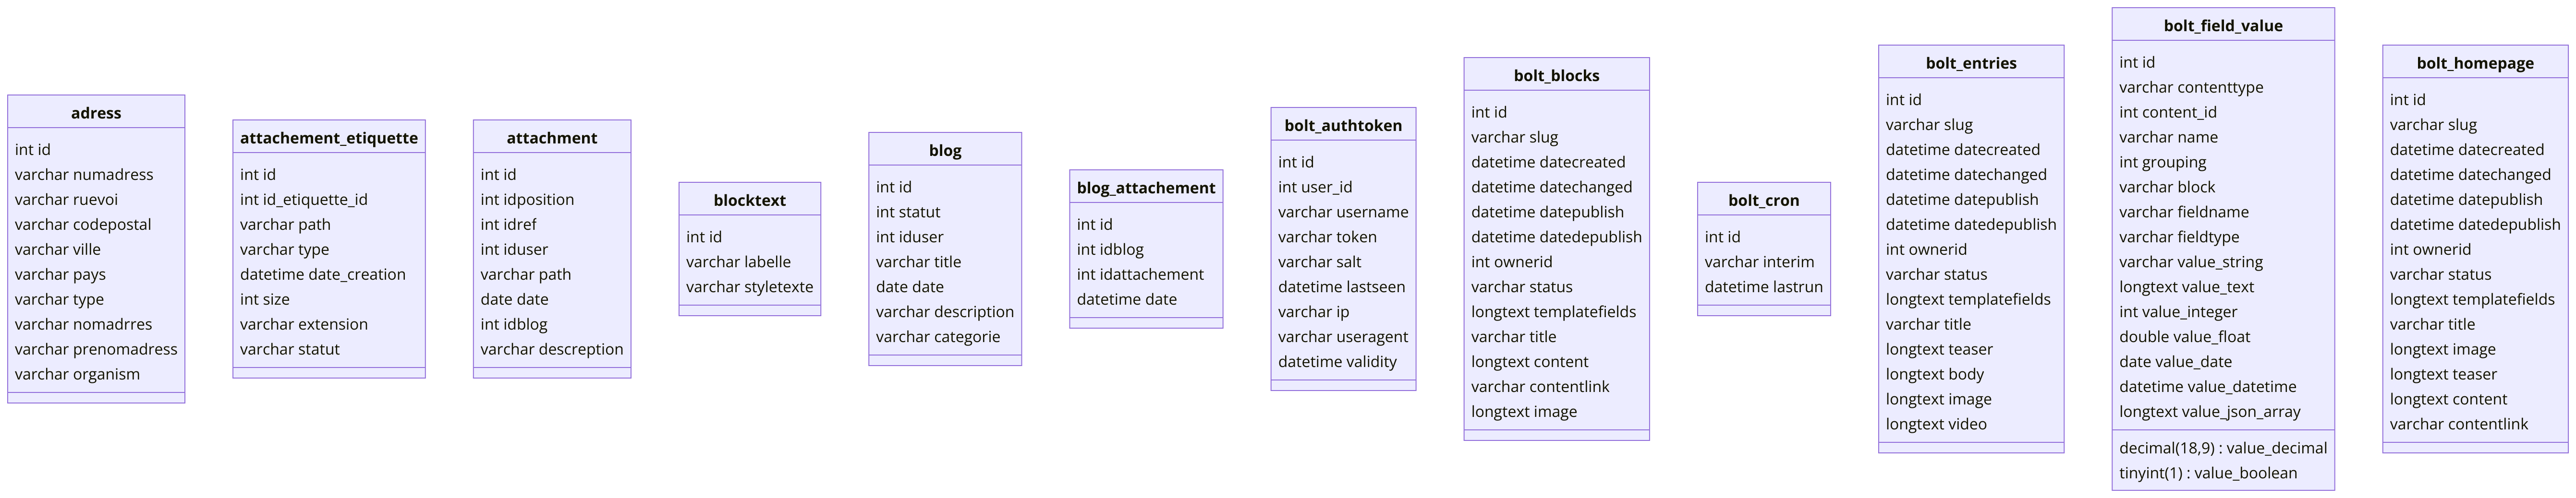 adress
int id
varchar numadress
varchar ruevoi
varchar codepostal
varchar ville
varchar pays
varchar type
varchar nomadrres
varchar prenomadress
varchar organism
attachement_etiquette
int id
int id_etiquette_id
varchar path
varchar type
datetime date_creation
int size
varchar extension
varchar statut
attachment
int id
int idposition
int idref
int iduser
varchar path
date date
int idblog
varchar descreption
blocktext
int id
varchar labelle
varchar styletexte
blog
int id
int statut
int iduser
varchar title
date date
varchar description
varchar categorie
blog_attachement
int id
int idblog
int idattachement
datetime date
bolt_authtoken
int id
int user_id
varchar username
varchar token
varchar salt
datetime lastseen
varchar ip
varchar useragent
datetime validity
bolt_blocks
int id
varchar slug
datetime datecreated
datetime datechanged
datetime datepublish
datetime datedepublish
int ownerid
varchar status
longtext templatefields
varchar title
longtext content
varchar contentlink
longtext image
bolt_cron
int id
varchar interim
datetime lastrun
bolt_entries
int id
varchar slug
datetime datecreated
datetime datechanged
datetime datepublish
datetime datedepublish
int ownerid
varchar status
longtext templatefields
varchar title
longtext teaser
longtext body
longtext image
longtext video
bolt_field_value
int id
varchar contenttype
int content_id
varchar name
int grouping
varchar block
varchar fieldname
varchar fieldtype
varchar value_string
longtext value_text
int value_integer
double value_float
date value_date
datetime value_datetime
longtext value_json_array
decimal(18,9) : value_decimal
tinyint(1) : value_boolean
bolt_homepage
int id
varchar slug
datetime datecreated
datetime datechanged
datetime datepublish
datetime datedepublish
int ownerid
varchar status
longtext templatefields
varchar title
longtext image
longtext teaser
longtext content
varchar contentlink